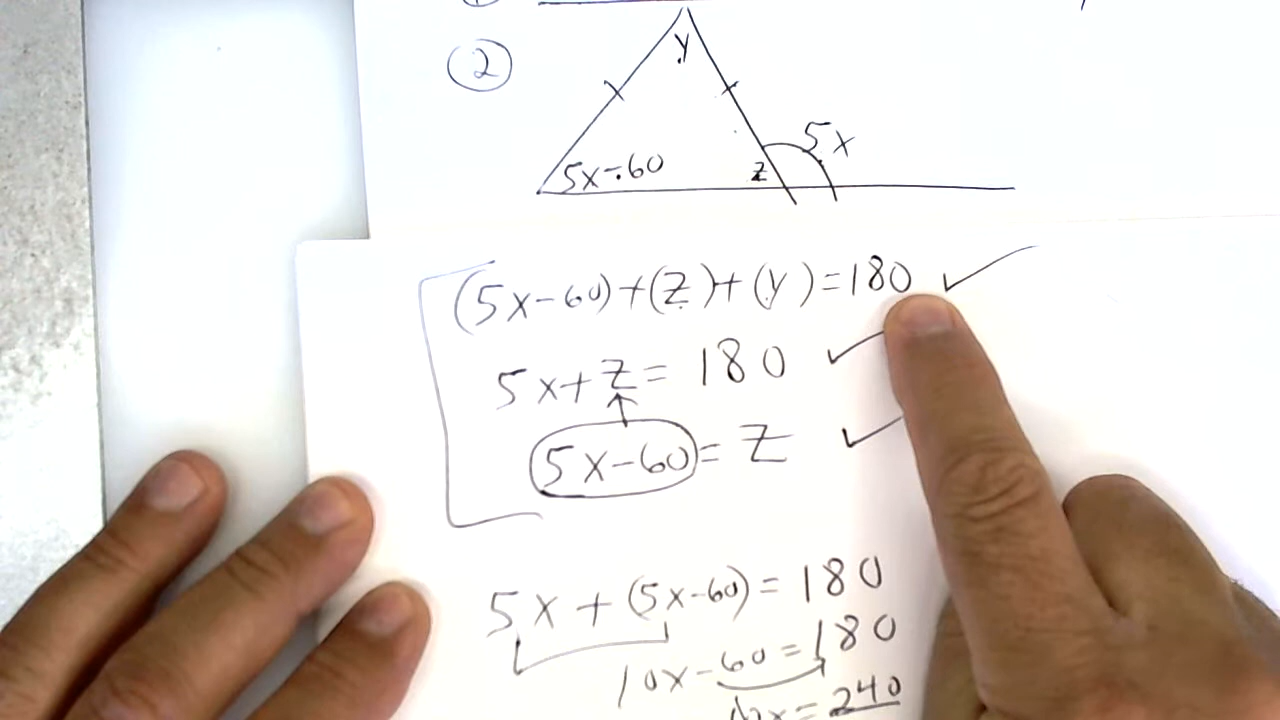 2
y
5x-60
z
5x
(5x-60)+(z)+(y)=180
5x+z=180
5x-60=z
5x+(5x-60)=180
10x-60=180
10x=240